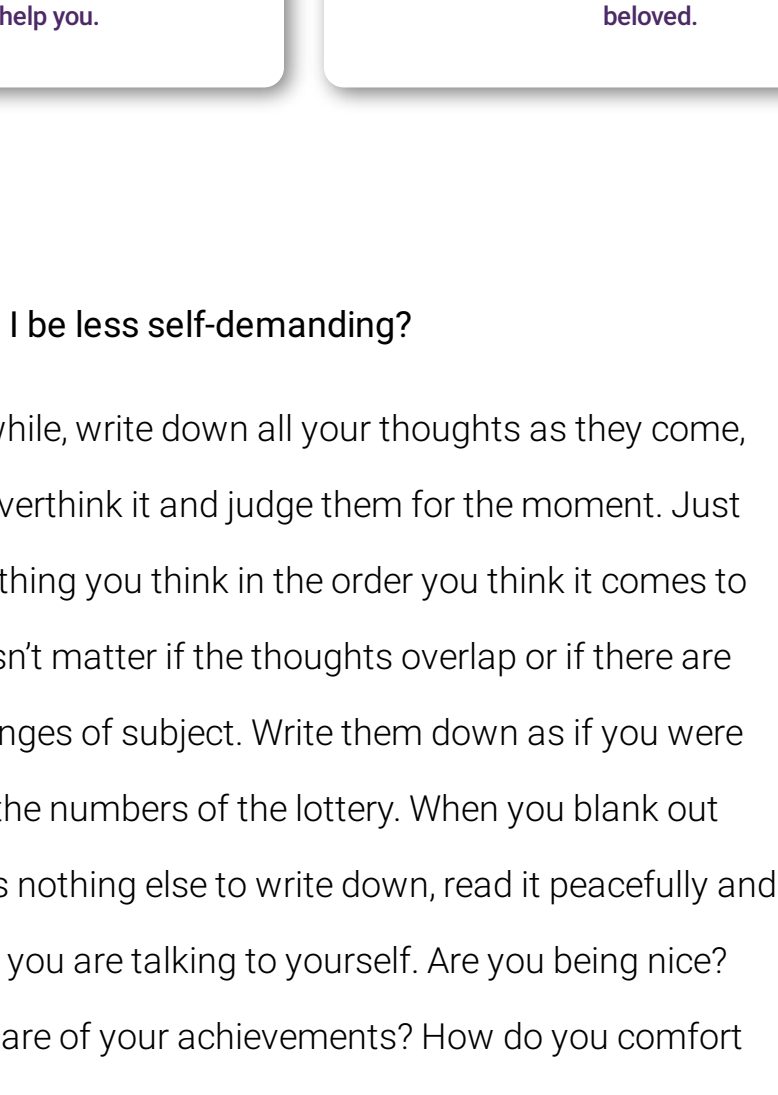 help you.
beloved.
I be less self-demanding?
while, write down all your thoughts as they come,
verthink it and judge them for the moment. Just
thing you think in the order you think it comes to
sn’t matter if the thoughts overlap or if there are
nges of subject. Write them down as if you were
the numbers of the lottery. When you blank out
s nothing else to write down, read it peacefully and
you are talking to yourself. Are you being nice?
are of your achievements? How do you comfort